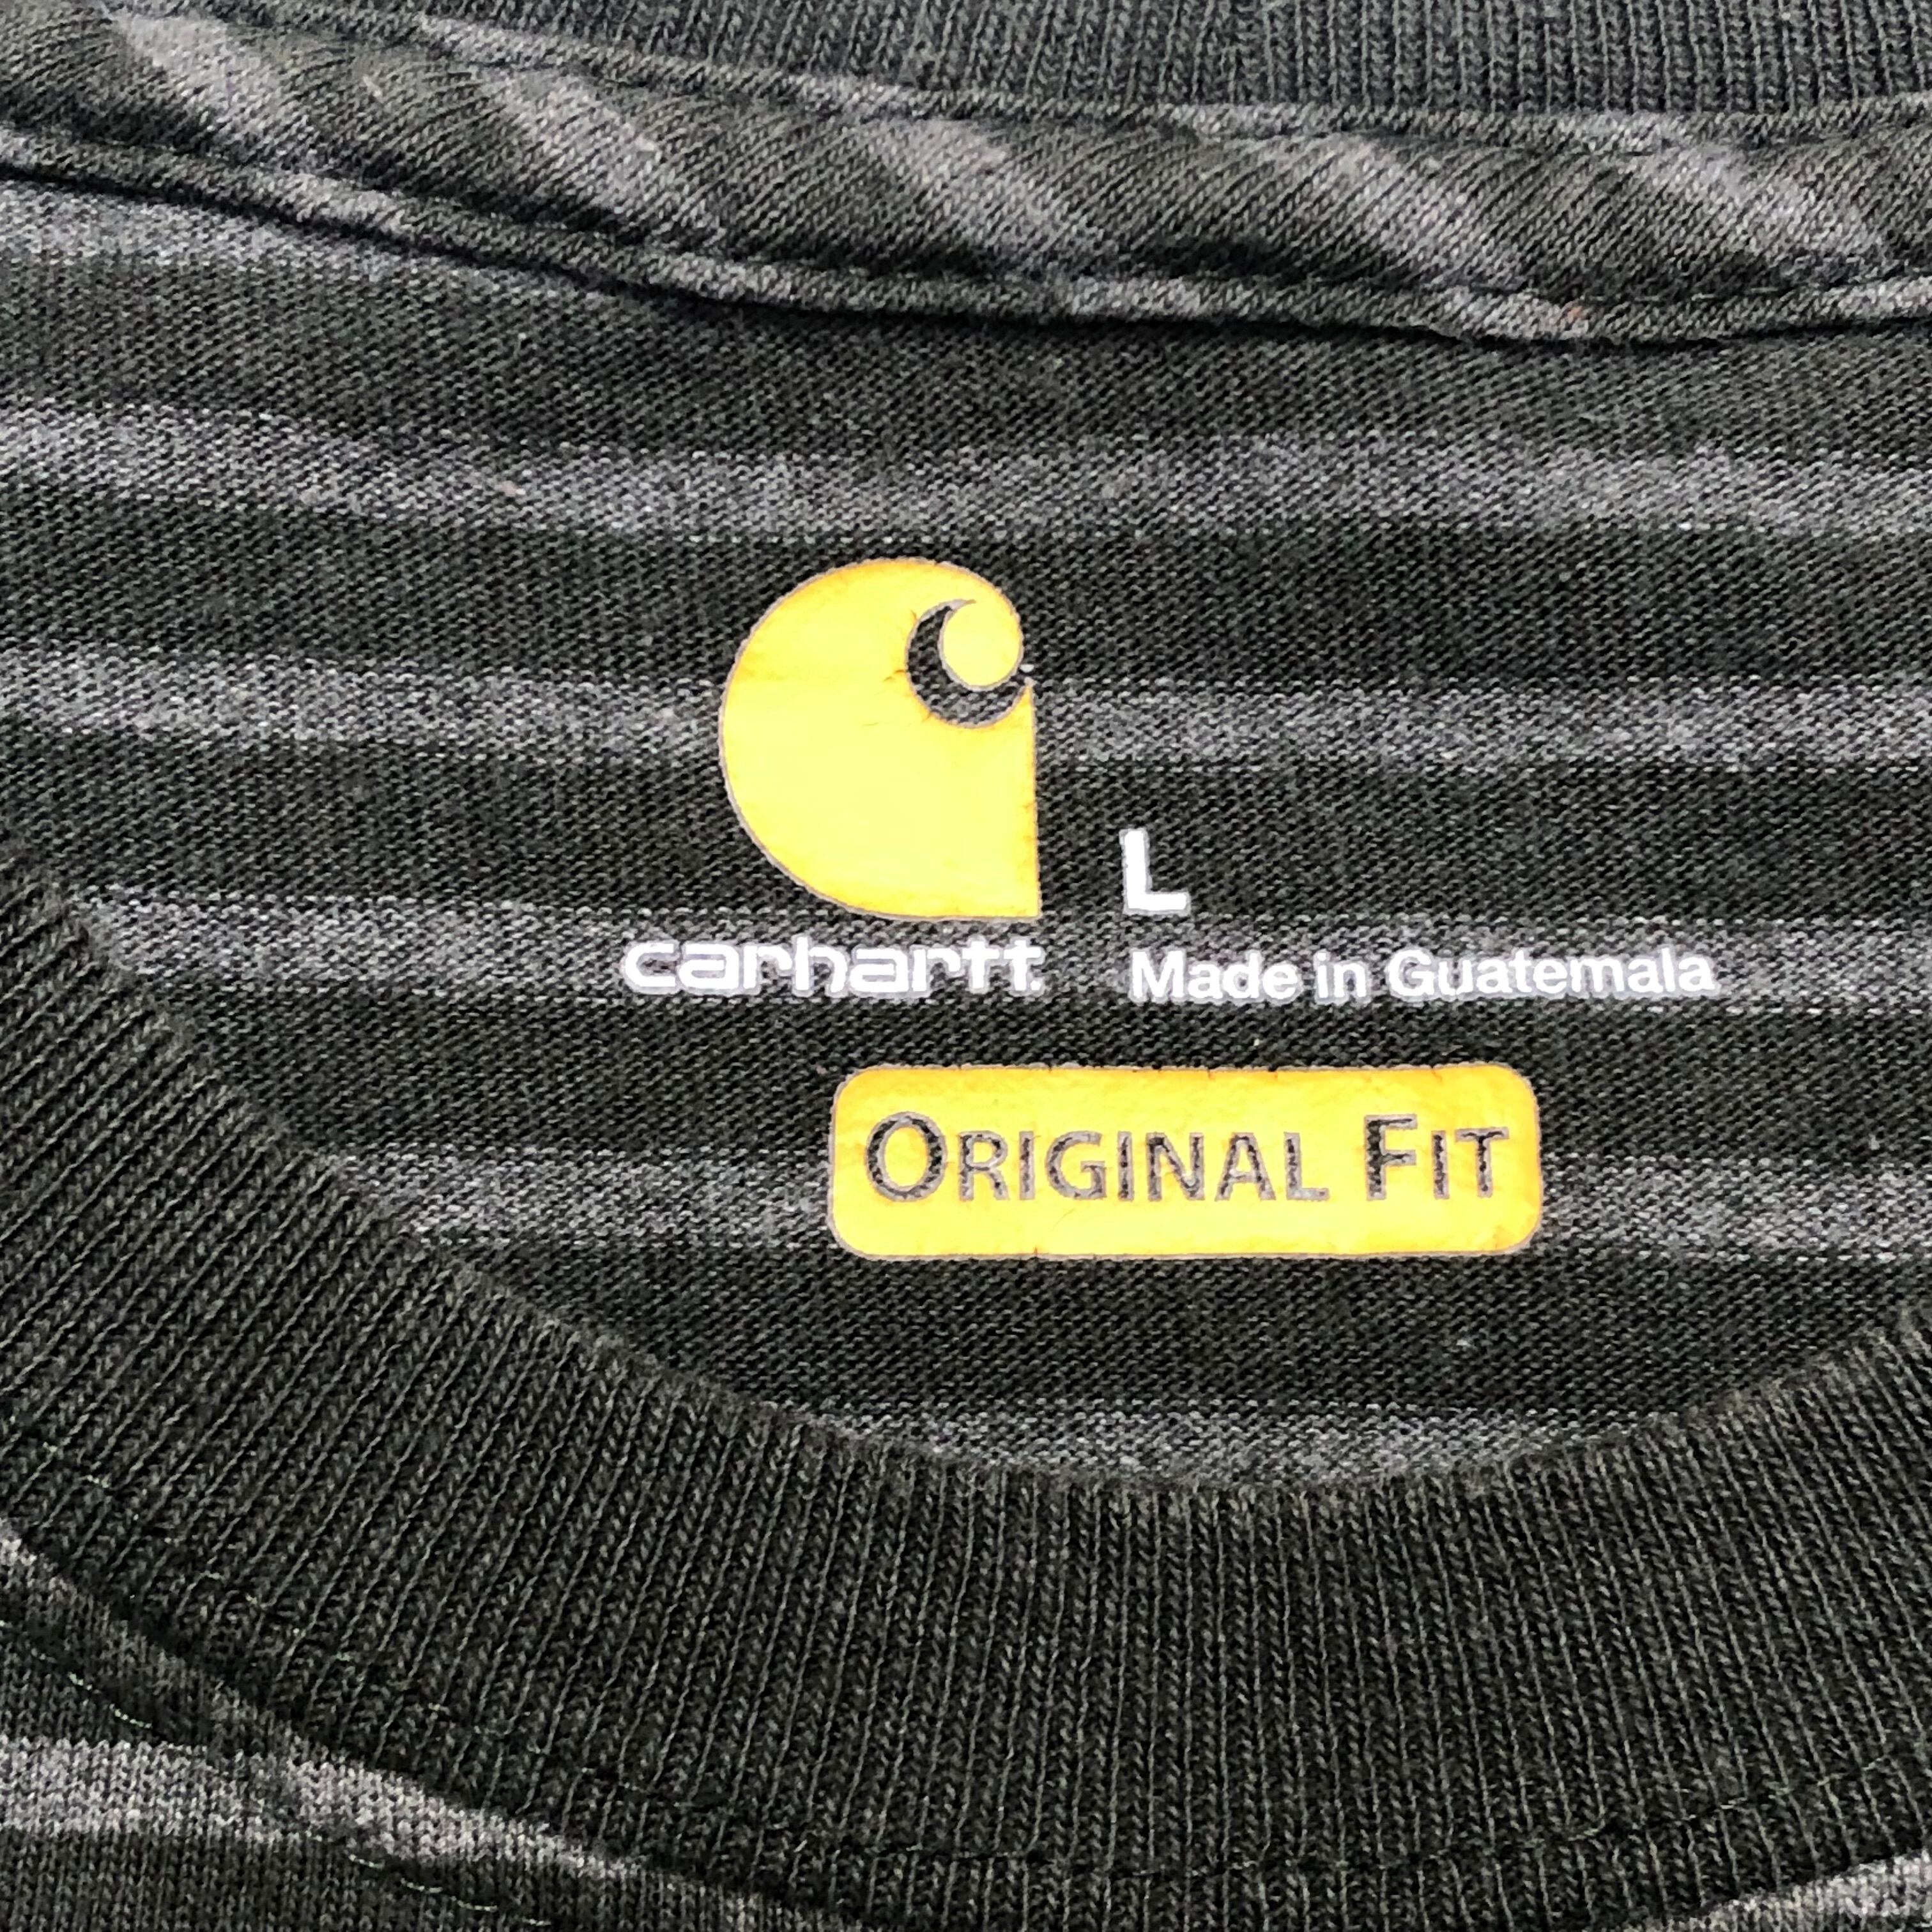 L
carhartt. Made in Guatemala
ORIGINAL FIT